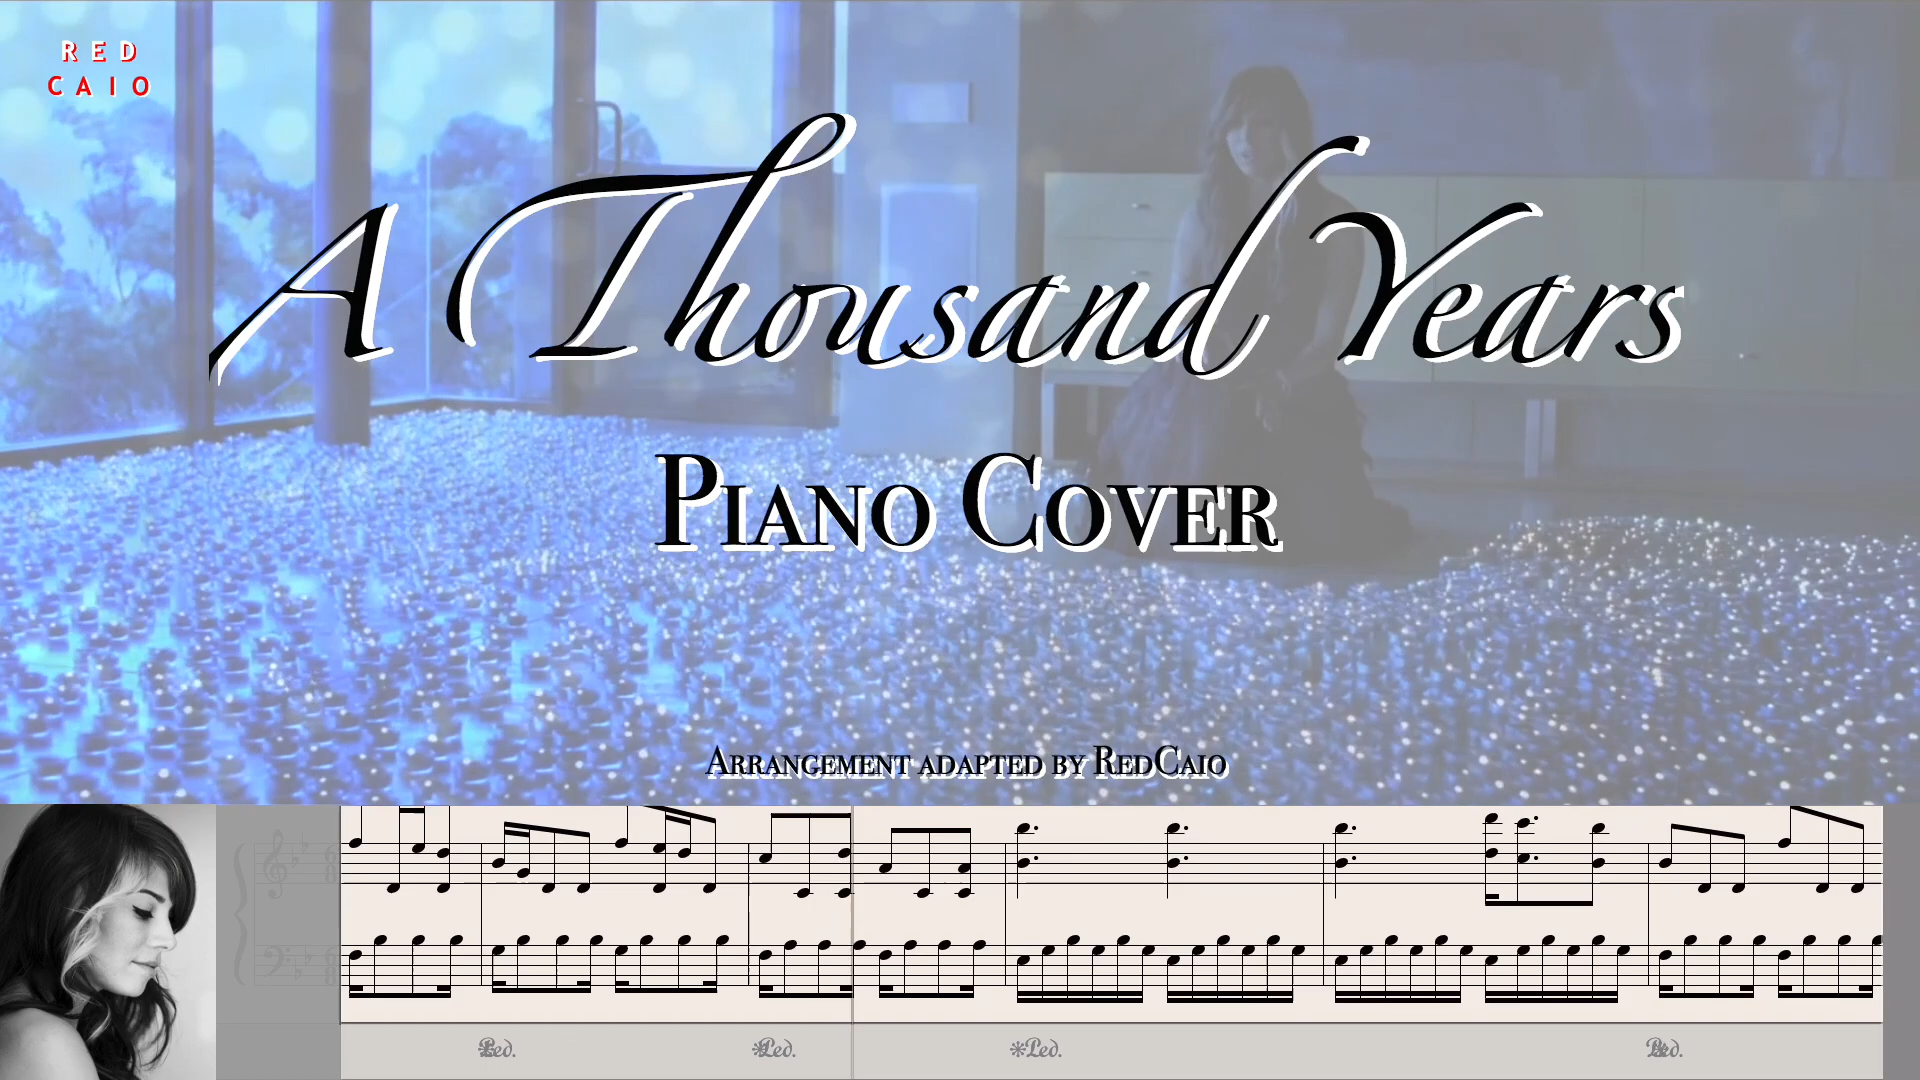 RED
CAIO
A Thousand Years
Piano Cover
Arrangement adapted by RedCaio
Ped.
Ped.
Ped.
Ped.